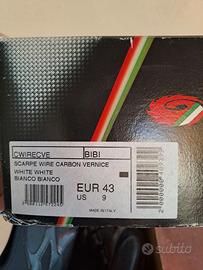 CWIRECVE BIBI
SCARPE WIRE CARBON VERNICE
WHITE WHITE
BIANCO BIANCO
EUR 43
US 9
MADE IN ITALY
subito